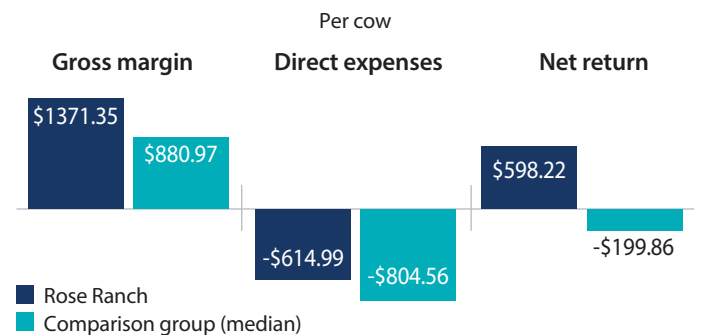 Per cow
Gross margin Direct expenses Net return
$1371.35
$880.97
-$614.99
-$804.56
$598.22
-$199.86
Rose Ranch
Comparison group (median)